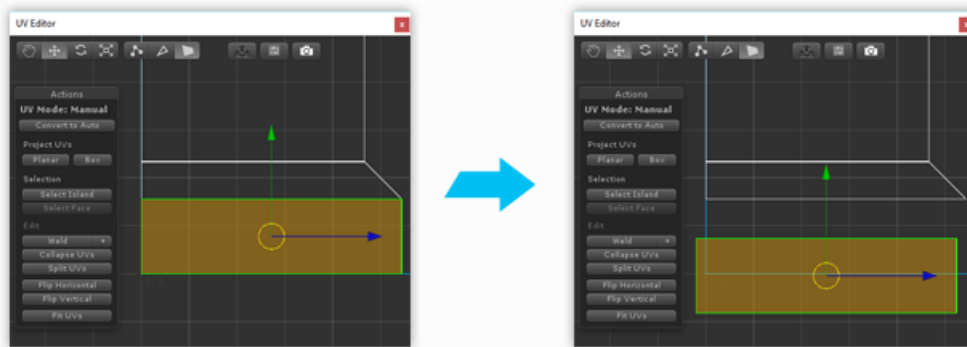 UV Editor
x
Actions
UV Mode: Manual
Convert to Auto
Project UVs
Planar Box
Selection
Select Island
Select Face
Edit
Weld +
Collapse UVs
Split UVs
Flip Horizontal
Flip Vertical
Fit UVs
UV Editor
x
Actions
UV Mode: Manual
Convert to Auto
Project UVs
Planar Box
Selection
Select Island
Select Face
Edit
Weld +
Collapse UVs
Split UVs
Flip Horizontal
Flip Vertical
Fit UVs